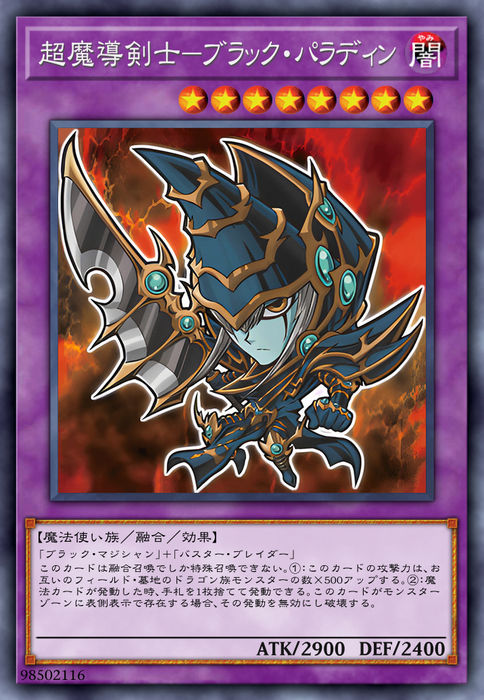 超魔導剣士－ブラック・パラディン
やみ
闇
【魔法使い族／融合／効果】
「ブラック・マジシャン」＋「バスター・ブレイダー」
このカードは融合召喚でしか特殊召喚できない。①：このカードの攻撃力は、お
互いのフィールド・墓地のドラゴン族モンスターの数×500アップする。②：魔
法カードが発動した時、手札を1枚捨てて発動できる。このカードがモンスター
ゾーンに表側表示で存在する場合、その発動を無効にし破壊する。
ATK/2900 DEF/2400
98502116